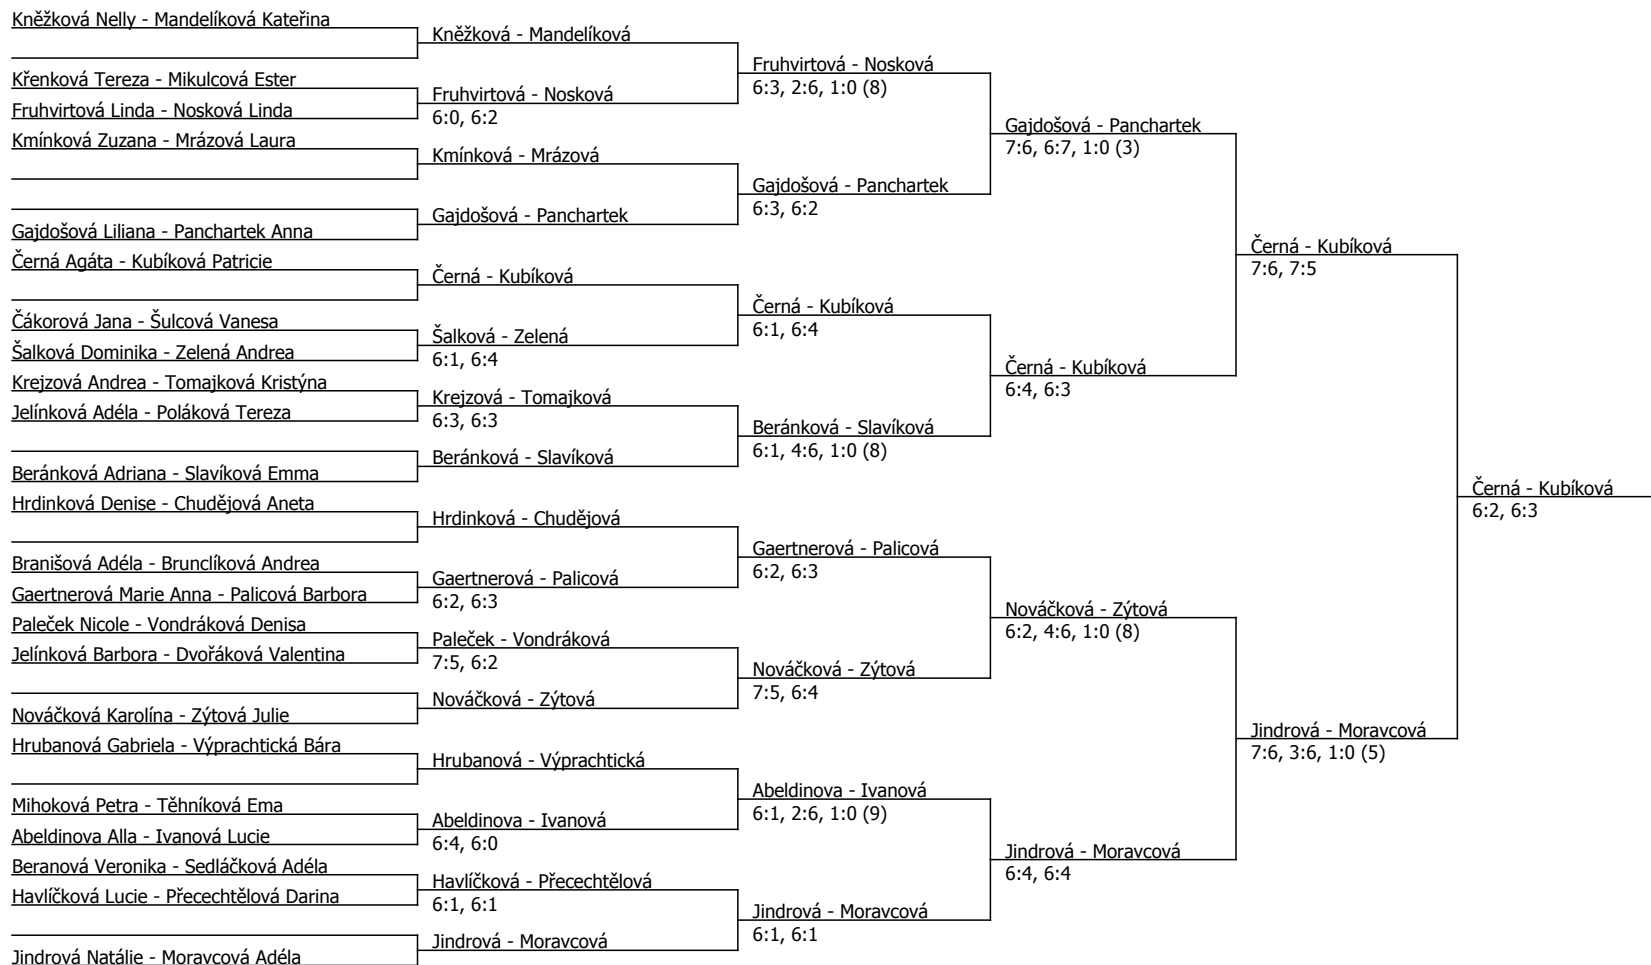 Kněžková Nelly - Mandelíková Kateřina
Křenková Tereza - Mikulcová Ester
Fruhvirtová Linda - Nosková Linda
Kmínková Zuzana - Mrázová Laura
Gajdošová Liliana - Panchartek Anna
Černá Agáta - Kubíková Patricie
Čákorová Jana - Šulcová Vanesa
Šalková Dominika - Zelená Andrea
Krejzová Andrea - Tomajková Kristýna
Jelínková Adéla - Poláková Tereza
Beránková Adriana - Slavíková Emma
Hrdinková Denise - Chudějová Aneta
Branišová Adéla - Brunclíková Andrea
Gaertnerová Marie Anna - Palicová Barbora
Paleček Nicole - Vondráková Denisa
Jelínková Barbora - Dvořáková Valentina
Nováčková Karolína - Zýtová Julie
Hrubanová Gabriela - Výprachtická Bára
Mihoková Petra - Těhníková Ema
Abeldinova Alla - Ivanová Lucie
Beranová Veronika - Sedláčková Adéla
Havlíčková Lucie - Přecechtělová Darina
Jindrová Natálie - Moravcová Adéla
Kněžková - Mandelíková
Fruhvirtová - Nosková
6:0, 6:2
Kmínková - Mrázová
Gajdošová - Panchartek
Černá - Kubíková
Šalková - Zelená
6:1, 6:4
Krejzová - Tomajková
6:3, 6:3
Beránková - Slavíková
Hrdinková - Chudějová
Gaertnerová - Palicová
6:2, 6:3
Paleček - Vondráková
7:5, 6:2
Nováčková - Zýtová
Hrubanová - Výprachtická
Abeldinova - Ivanová
6:4, 6:0
Havlíčková - Přecechtělová
6:1, 6:1
Jindrová - Moravcová
Fruhvirtová - Nosková
6:3, 2:6, 1:0 (8)
Gajdošová - Panchartek
6:3, 6:2
Černá - Kubíková
6:1, 6:4
Beránková - Slavíková
6:1, 4:6, 1:0 (8)
Gaertnerová - Palicová
6:2, 6:3
Nováčková - Zýtová
7:5, 6:4
Abeldinova - Ivanová
6:1, 2:6, 1:0 (9)
Jindrová - Moravcová
6:1, 6:1
Gajdošová - Panchartek
7:6, 6:7, 1:0 (3)
Černá - Kubíková
6:4, 6:3
Nováčková - Zýtová
6:2, 4:6, 1:0 (8)
Jindrová - Moravcová
6:4, 6:4
Černá - Kubíková
7:6, 7:5
Jindrová - Moravcová
7:6, 3:6, 1:0 (5)
Černá - Kubíková
6:2, 6:3